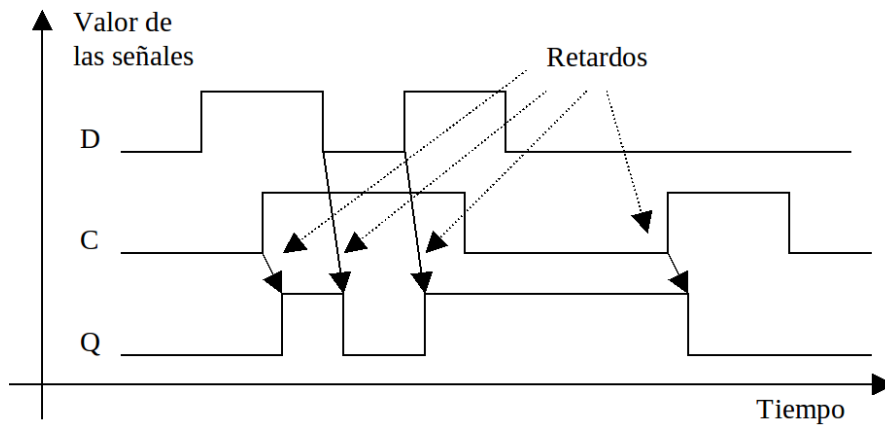 Valor de
las señales
Retardos
D
C
Q
Tiempo